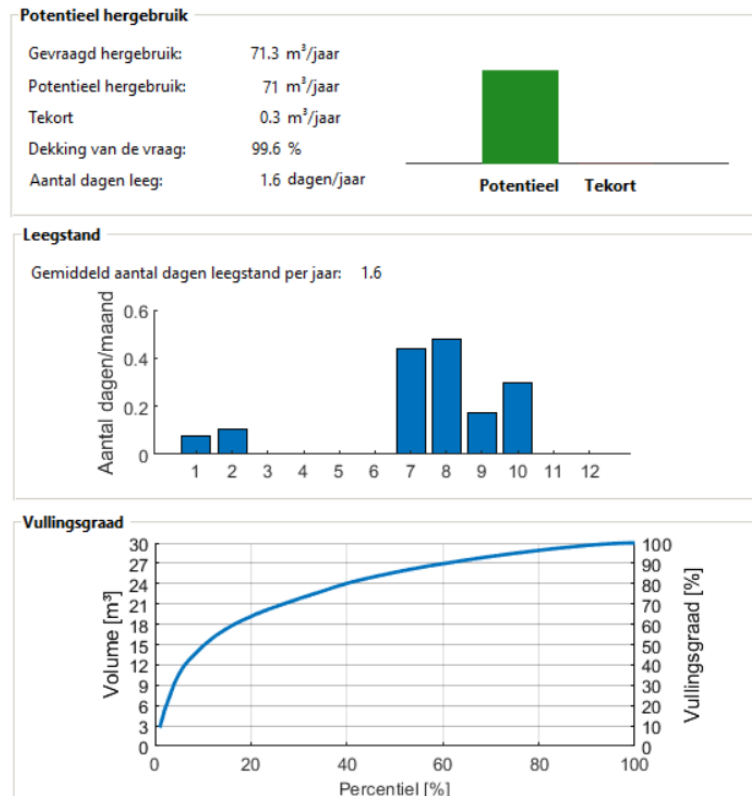 Potentieel hergebruik
Gevraagd hergebruik: 71.3 m³/jaar
Potentieel hergebruik: 71 m³/jaar
Tekort 0.3 m³/jaar
Dekking van de vraag: 99.6 %
Aantal dagen leeg: 1.6 dagen/jaar
Potentieel Tekort
Leegstand
Gemiddeld aantal dagen leegstand per jaar: 1.6
Aantal dagen/maand
0.6
0.4
0.2
0
1 2 3 4 5 6 7 8 9 10 11 12
Vullingsgraad
Volume [m³]
30
27
24
21
18
15
12
9
6
3
0
100
90
80
70
60
50
40
30
20
10
0
Vullingsgraad [%]
0 20 40 60 80 100
Percentiel [%]